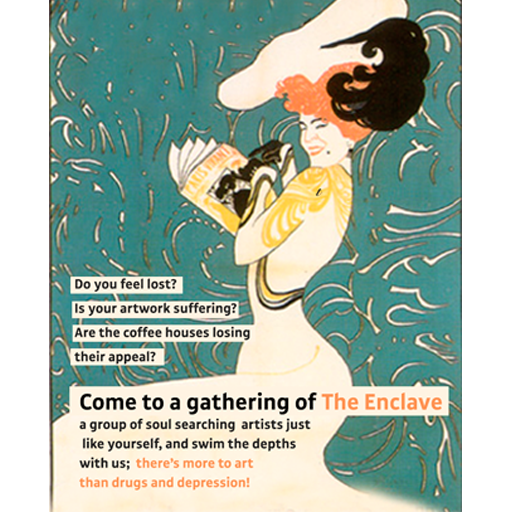 Do you feel lost?
Is your artwork suffering?
Are the coffee houses losing
their appeal?
Come to a gathering of The Enclave
a group of soul searching artists just
like yourself, and swim the depths
with us; there's more to art
than drugs and depression!